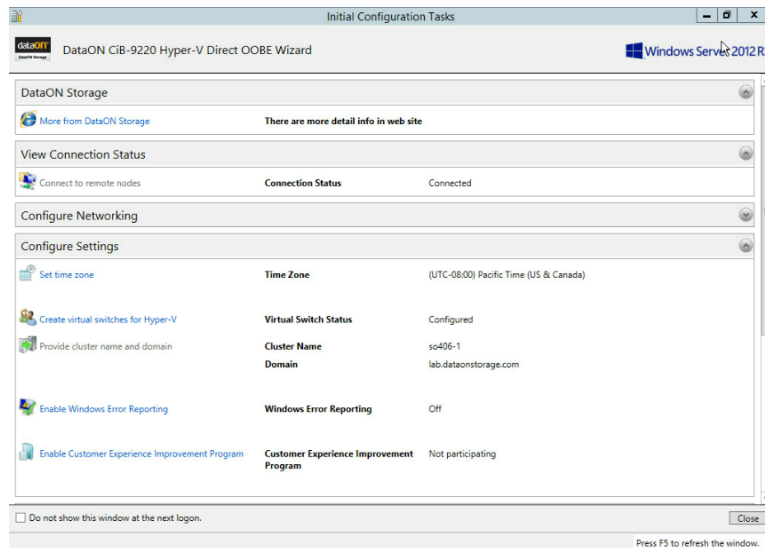 Initial Configuration Tasks
dataON
DataON Storage
DataON CiB-9220 Hyper-V Direct OOBE Wizard
Windows Server 2012 R
DataON Storage
More from DataON Storage
There are more detail info in web site
View Connection Status
Connect to remote nodes
Connection Status
Connected
Configure Networking
Configure Settings
Set time zone
Time Zone
(UTC-08:00) Pacific Time (US & Canada)
Create virtual switches for Hyper-V
Virtual Switch Status
Configured
Provide cluster name and domain
Cluster Name
so406-1
Domain
lab.dataonstorage.com
Enable Windows Error Reporting
Windows Error Reporting
Off
Enable Customer Experience Improvement Program
Customer Experience Improvement
Program
Not participating
Do not show this window at the next logon.
Close
Press F5 to refresh the window.